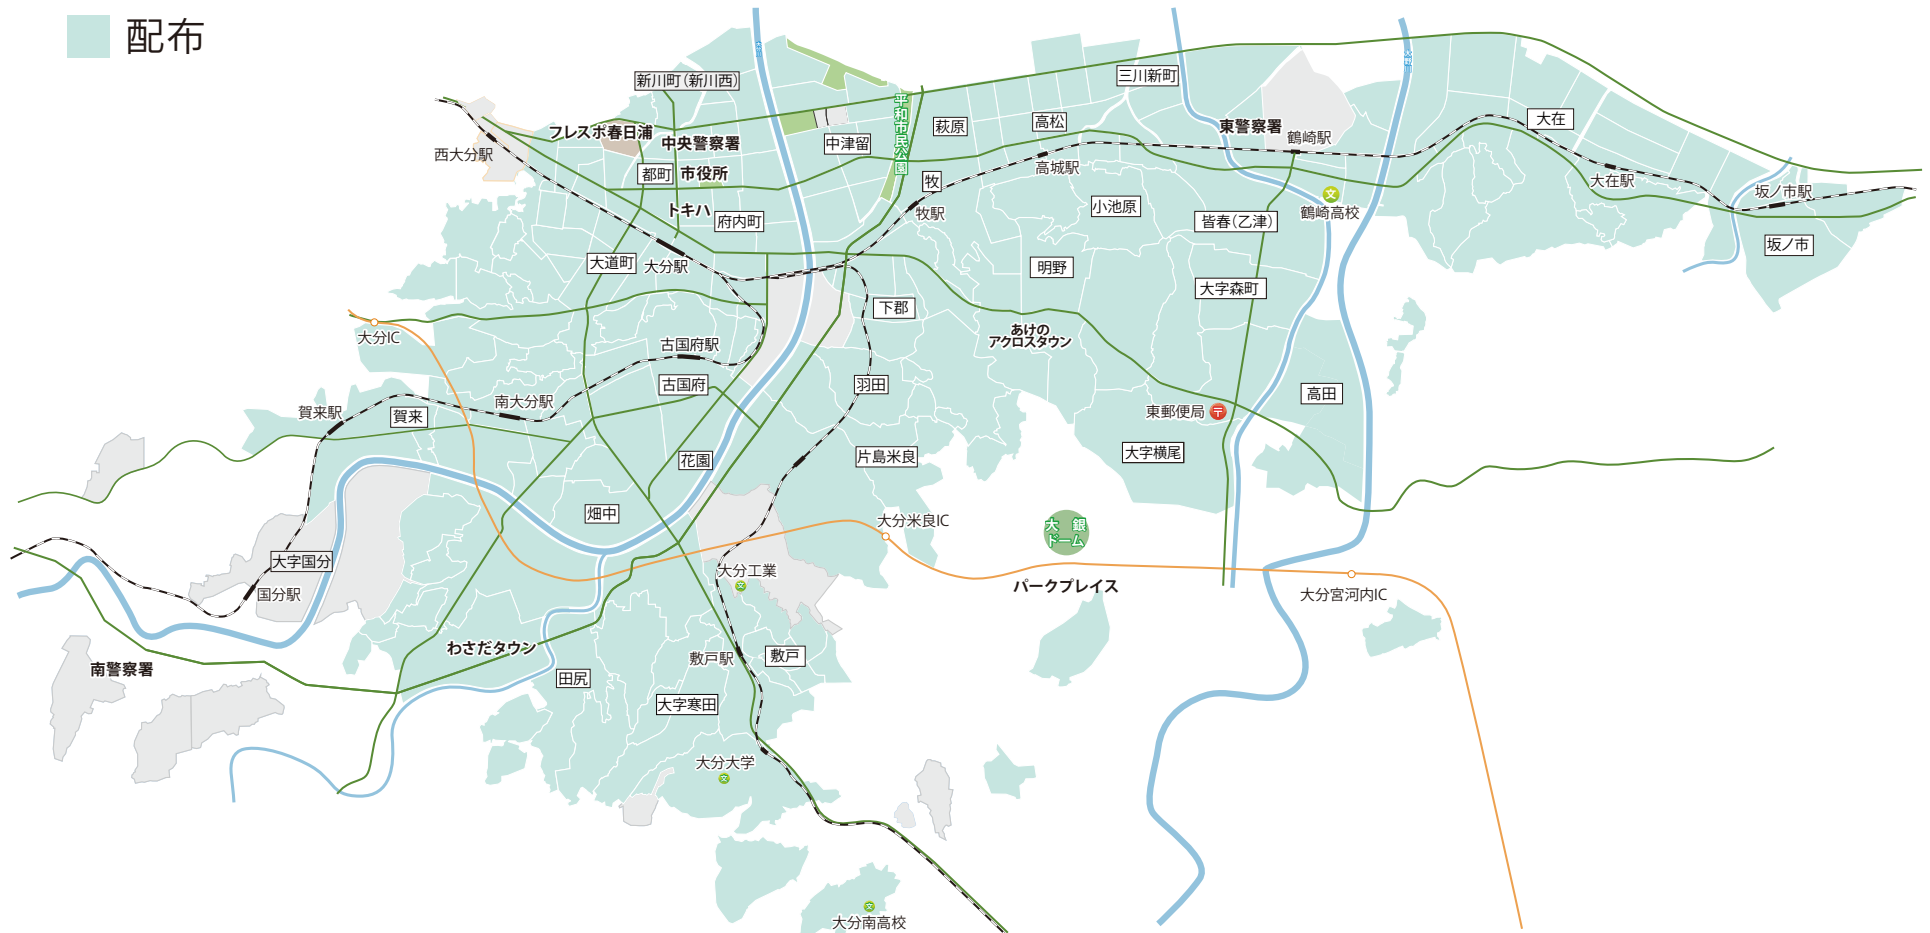 配布
新川町(新川西)
三川新町
フレスポ春日浦
中央警察署
西大分駅
都町
市役所
中津留
平和市民公園
萩原
高松
東警察署
鶴崎駅
大在
高城駅
牧
牧駅
トキハ
府内町
小池原
皆春(乙津)
文
鶴崎高校
大在駅
坂ノ市駅
坂ノ市
大道町
大分駅
明野
大字森町
下郡
大分IC
古国府駅
あけの
アクロスタウン
古国府
羽田
高田
賀来駅
賀来
南大分駅
東郵便局
〒
花園
片島米良
大字横尾
畑中
大分米良IC
大 銀
ドーム
大字国分
国分駅
大分工業
文
パークプレイス
大分宮河内IC
わさだタウン
南警察署
田尻
敷戸駅
敷戸
大字寒田
大分大学
文
文
大分南高校